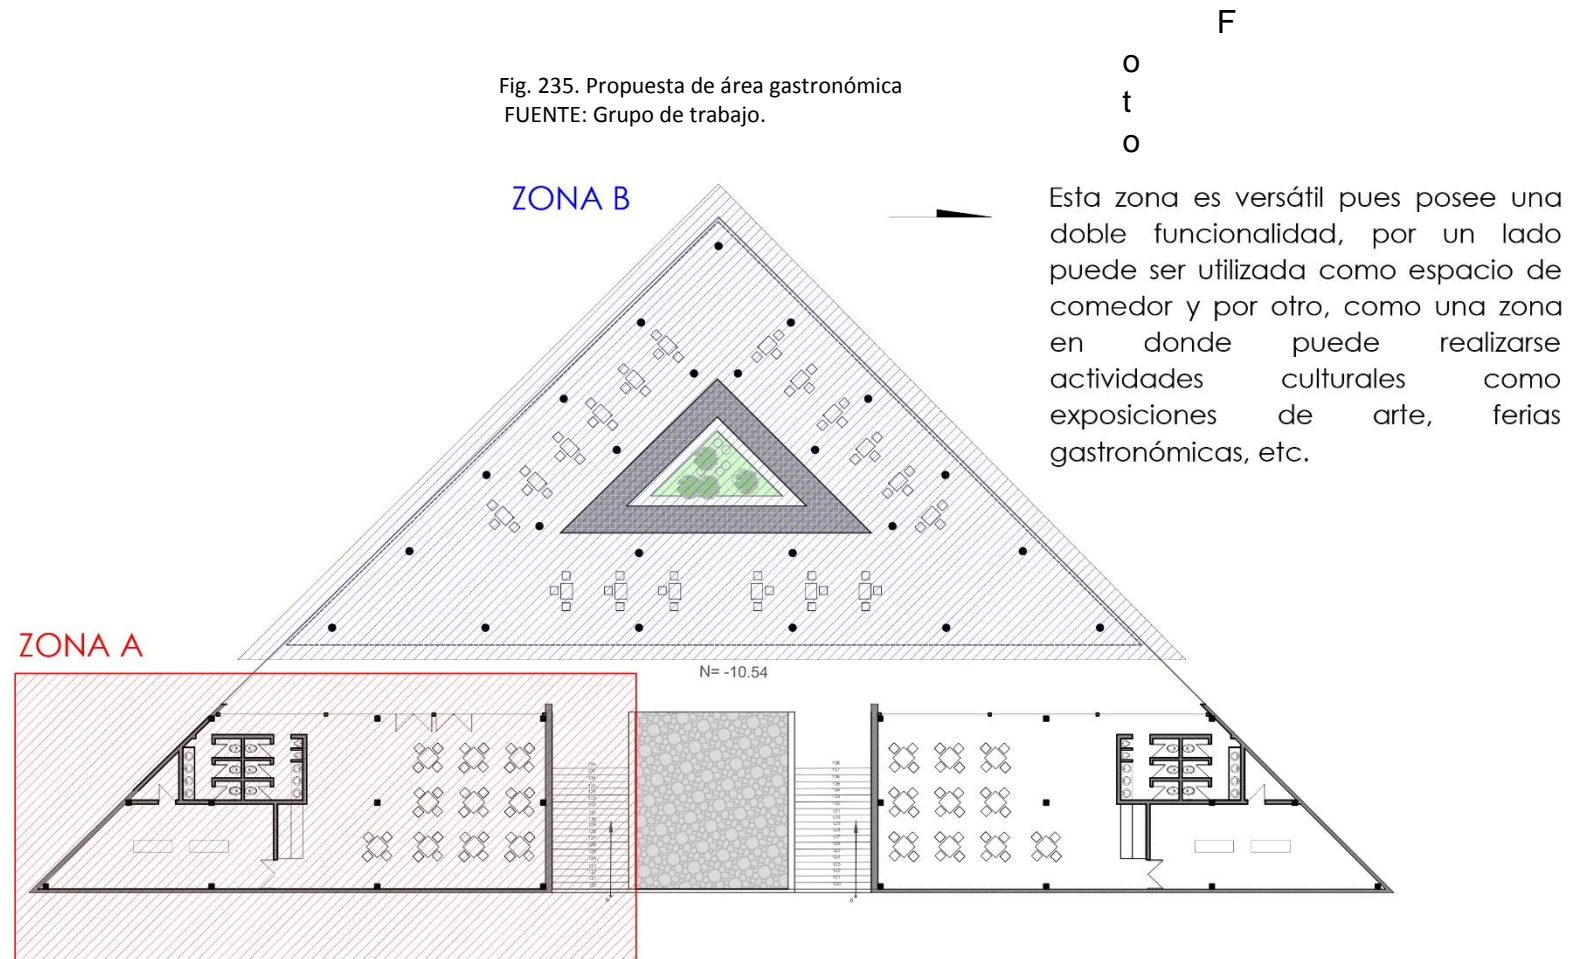 F
o
t
o
Fig. 235. Propuesta de área gastronómica
FUENTE: Grupo de trabajo.
ZONA B
Esta zona es versátil pues posee una
doble funcionalidad, por un lado
puede ser utilizada como espacio de
comedor y por otro, como una zona
en donde puede realizarse
actividades culturales como
exposiciones de arte, ferias
gastronómicas, etc.
ZONA A
N= -10.54